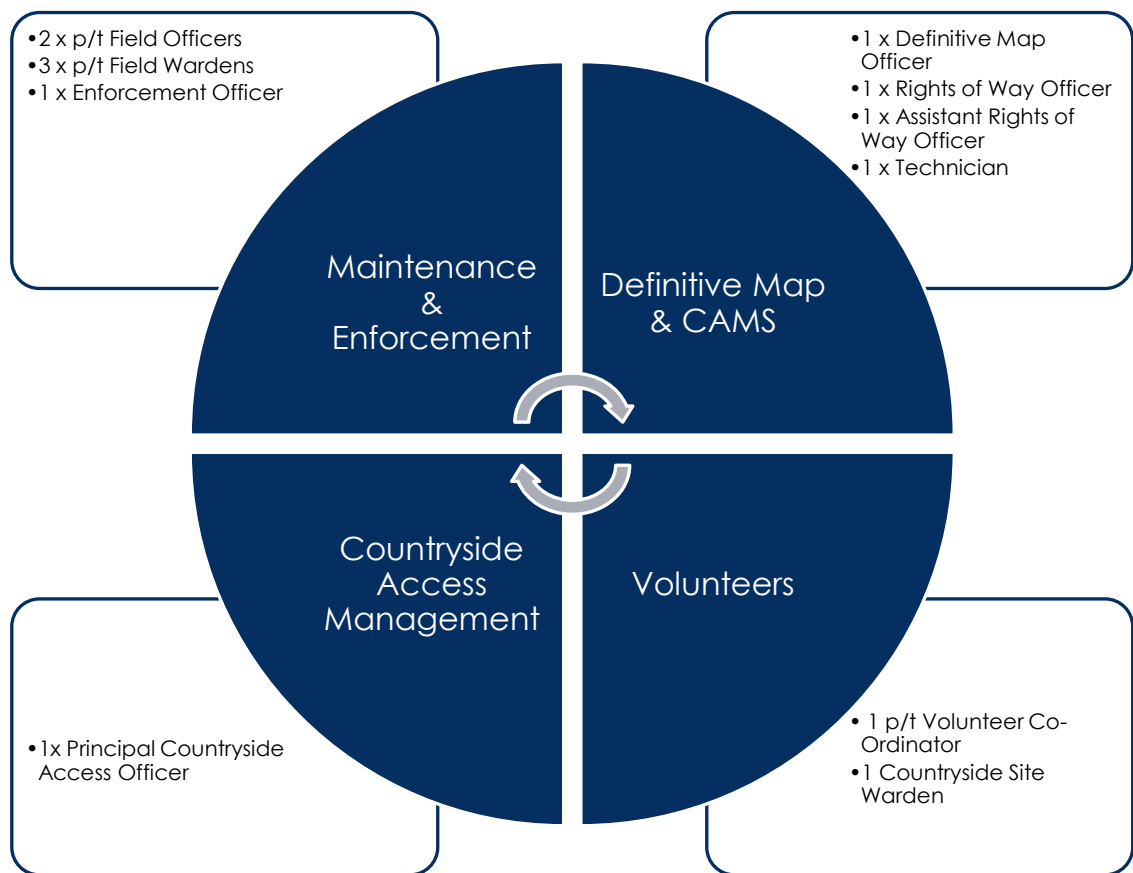 •2 x p/t Field Officers
•3 x p/t Field Wardens
•1 x Enforcement Officer
•1 x Definitive Map
Officer
•1 x Rights of Way Officer
•1 x Assistant Rights of
Way Officer
•1 x Technician
Maintenance
&
Enforcement
Definitive Map
& CAMS
Countryside
Access
Management
Volunteers
•1x Principal Countryside
Access Officer
• 1 p/t Volunteer Co-
Ordinator
•1 Countryside Site
Warden